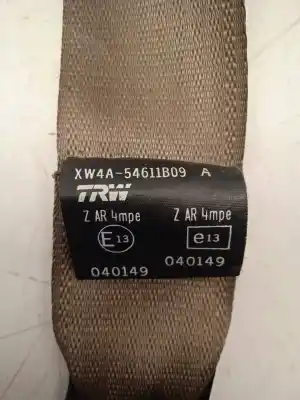 XW4A-54611B09 A
TRW
Z AR 4mpe Z AR 4mpe
E13 e13
040149 040149